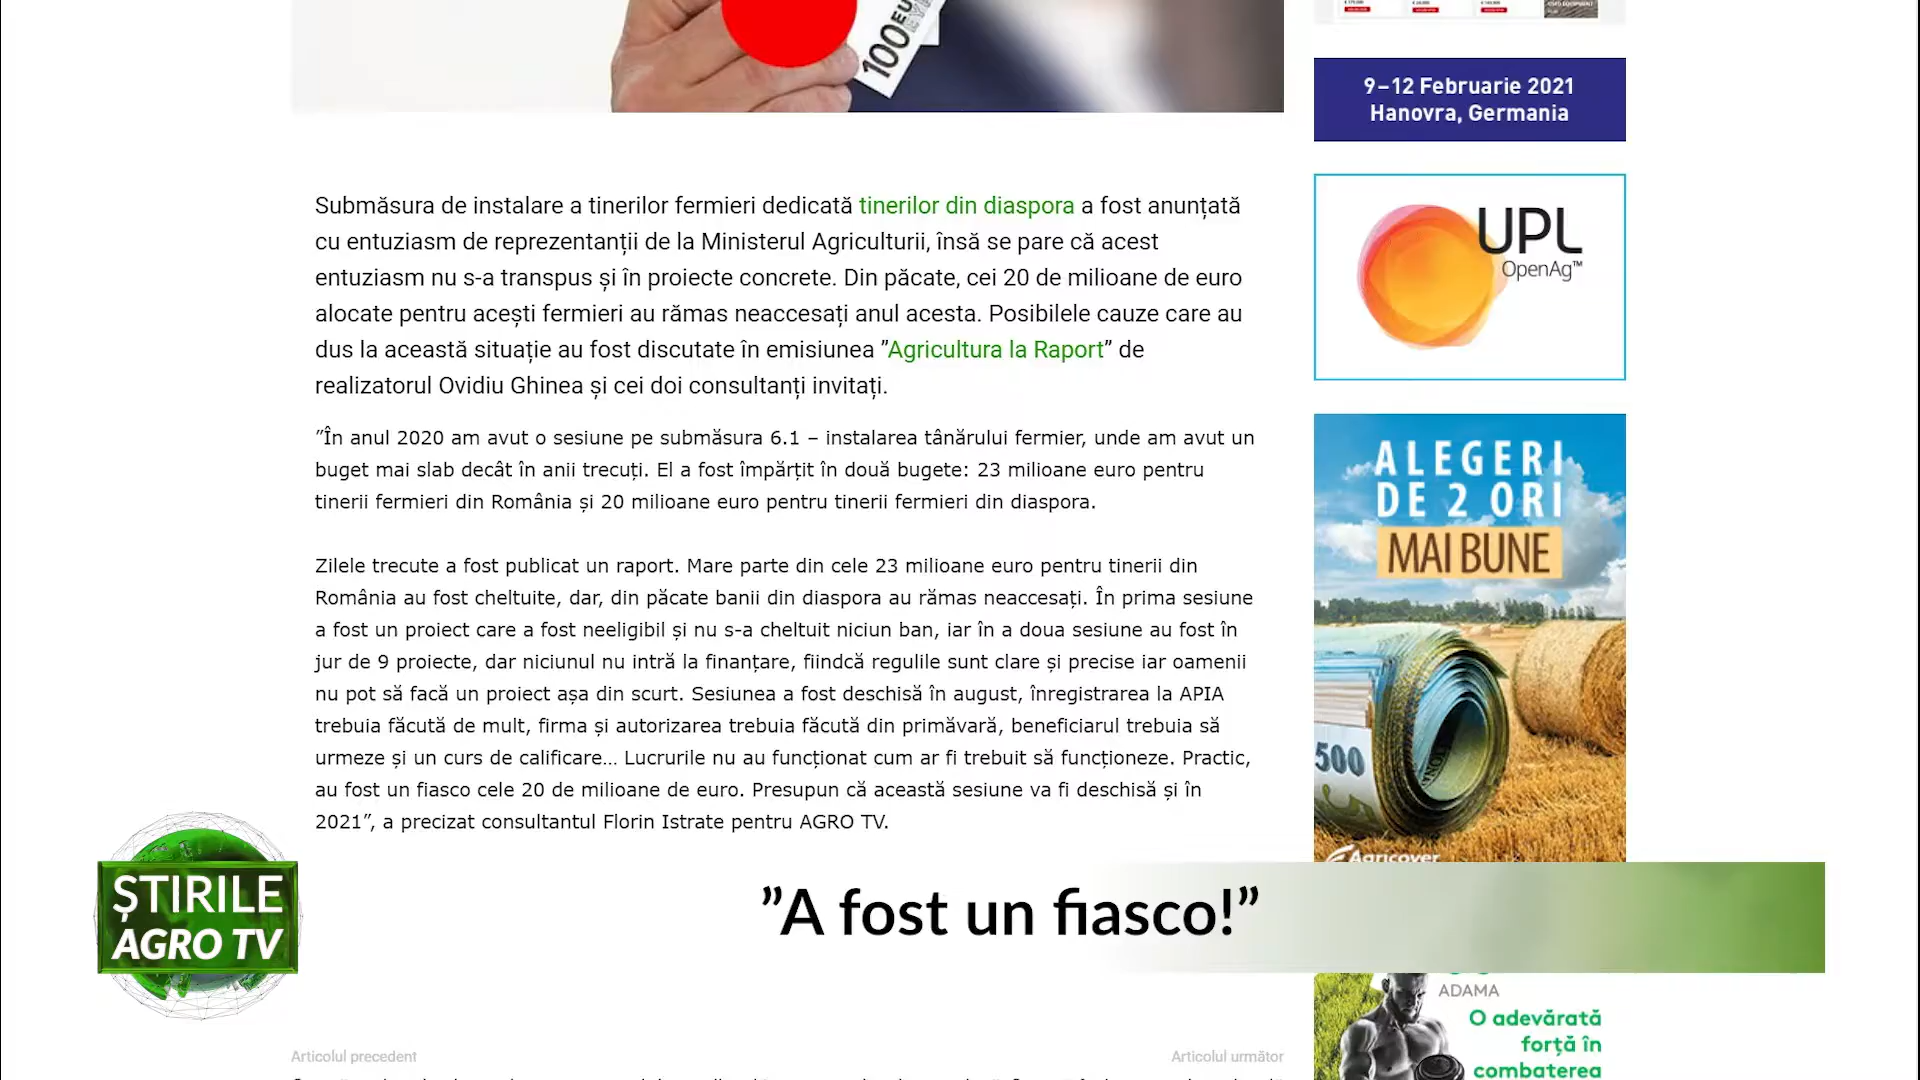 100 EU
9–12 Februarie 2021
Hanovra, Germania
UPL
OpenAg™
Submăsura de instalare a tinerilor fermieri dedicată tinerilor din diaspora a fost anunțată
cu entuziasm de reprezentanții de la Ministerul Agriculturii, însă se pare că acest
entuziasm nu s-a transpus și în proiecte concrete. Din păcate, cei 20 de milioane de euro
alocate pentru acești fermieri au rămas neaccesați anul acesta. Posibilele cauze care au
dus la această situație au fost discutate în emisiunea ”Agricultura la Raport” de
realizatorul Ovidiu Ghinea și cei doi consultanți invitați.
”În anul 2020 am avut o sesiune pe submăsura 6.1 – instalarea tânărului fermier, unde am avut un
buget mai slab decât în anii trecuți. El a fost împărțit în două bugete: 23 milioane euro pentru
tinerii fermieri din România și 20 milioane euro pentru tinerii fermieri din diaspora.
Zilele trecute a fost publicat un raport. Mare parte din cele 23 milioane euro pentru tinerii din
România au fost cheltuite, dar, din păcate banii din diaspora au rămas neaccesați. În prima sesiune
a fost un proiect care a fost neeligibil și nu s-a cheltuit niciun ban, iar în a doua sesiune au fost în
jur de 9 proiecte, dar niciunul nu intră la finanțare, fiindcă regulile sunt clare și precise iar oamenii
nu pot să facă un proiect așa din scurt. Sesiunea a fost deschisă în august, înregistrarea la APIA
trebuia făcută de mult, firma și autorizarea trebuia făcută din primăvară, beneficiarul trebuia să
urmeze și un curs de calificare… Lucrurile nu au funcționat cum ar fi trebuit să funcționeze. Practic,
au fost un fiasco cele 20 de milioane de euro. Presupun că această sesiune va fi deschisă și în
2021”, a precizat consultantul Florin Istrate pentru AGRO TV.
ALEGERI
DE 2 ORI
MAI BUNE
500
Agricover
ȘTIRILE
AGRO TV
”A fost un fiasco!”
ADAMA
O adevărată
forță în
combaterea
Articolul precedent
Articolul următor